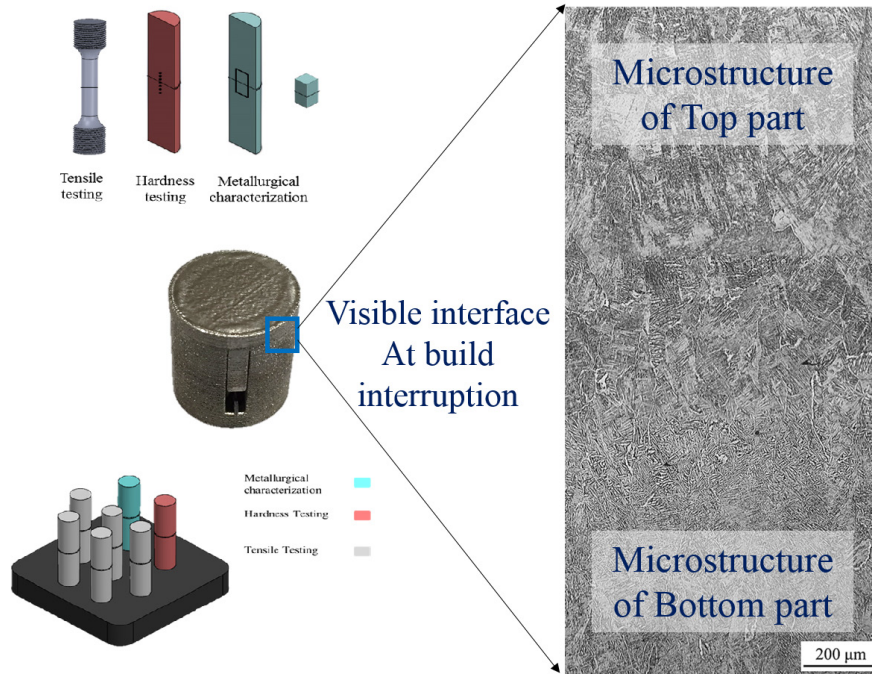 Tensile
testing
Hardness
testing
Metallurgical
characterization
Visible interface
At build
interruption
Metallurgical
characterization
Hardness Testing
Tensile Testing
Microstructure
of Top part
Microstructure
of Bottom part
200 μm